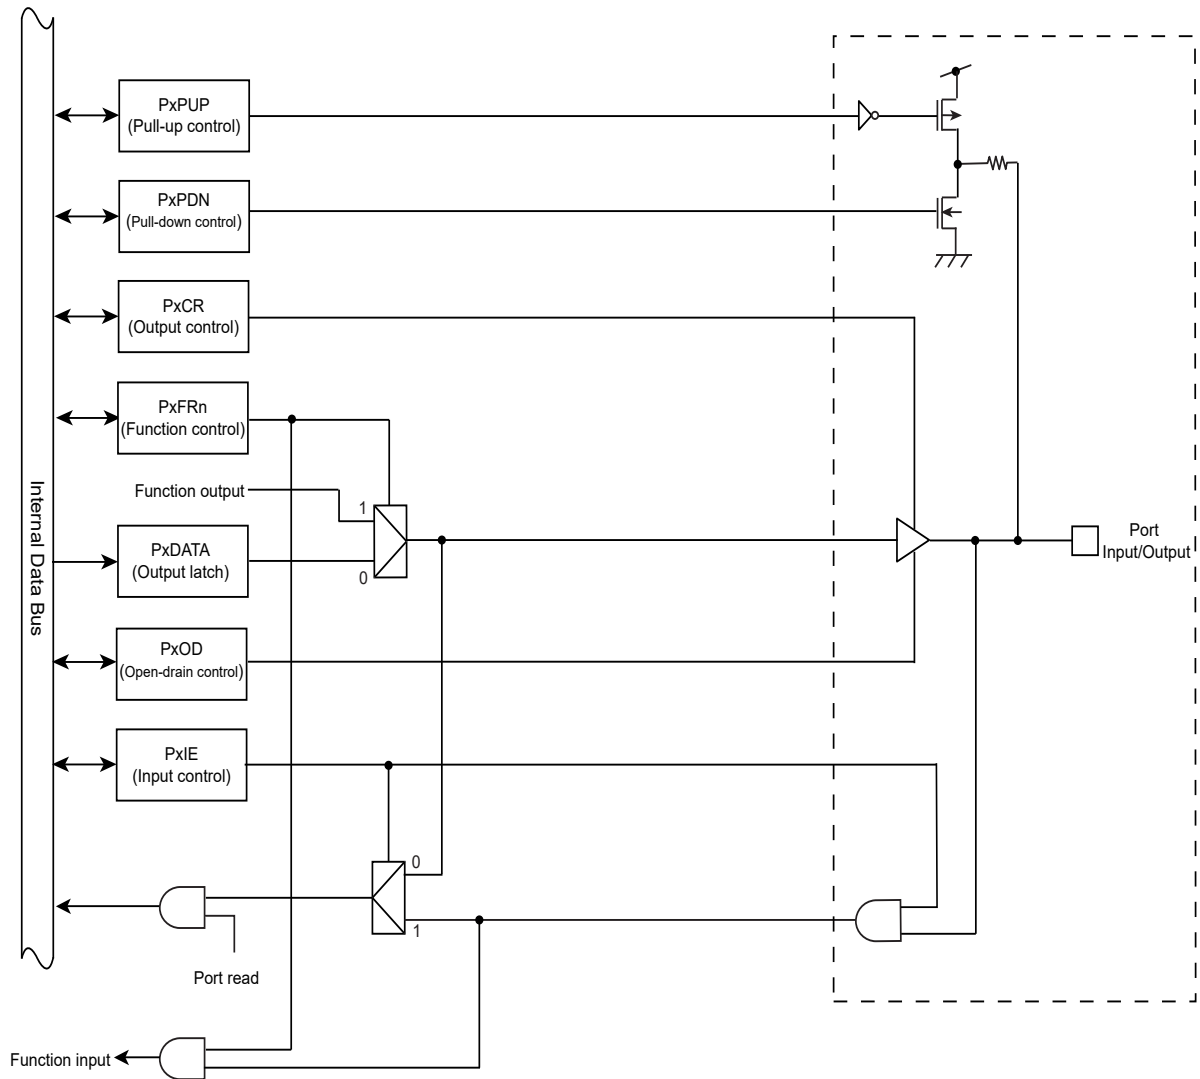 PxPUP
(Pull-up control)
PxPDN
(Pull-down control)
PxCR
(Output control)
PxFRn
(Function control)
Internal Data Bus
Function output
1
PxDATA
(Output latch)
0
Port
Input/Output
PxOD
(Open-drain control)
PxIE
(Input control)
0
1
Port read
Function input